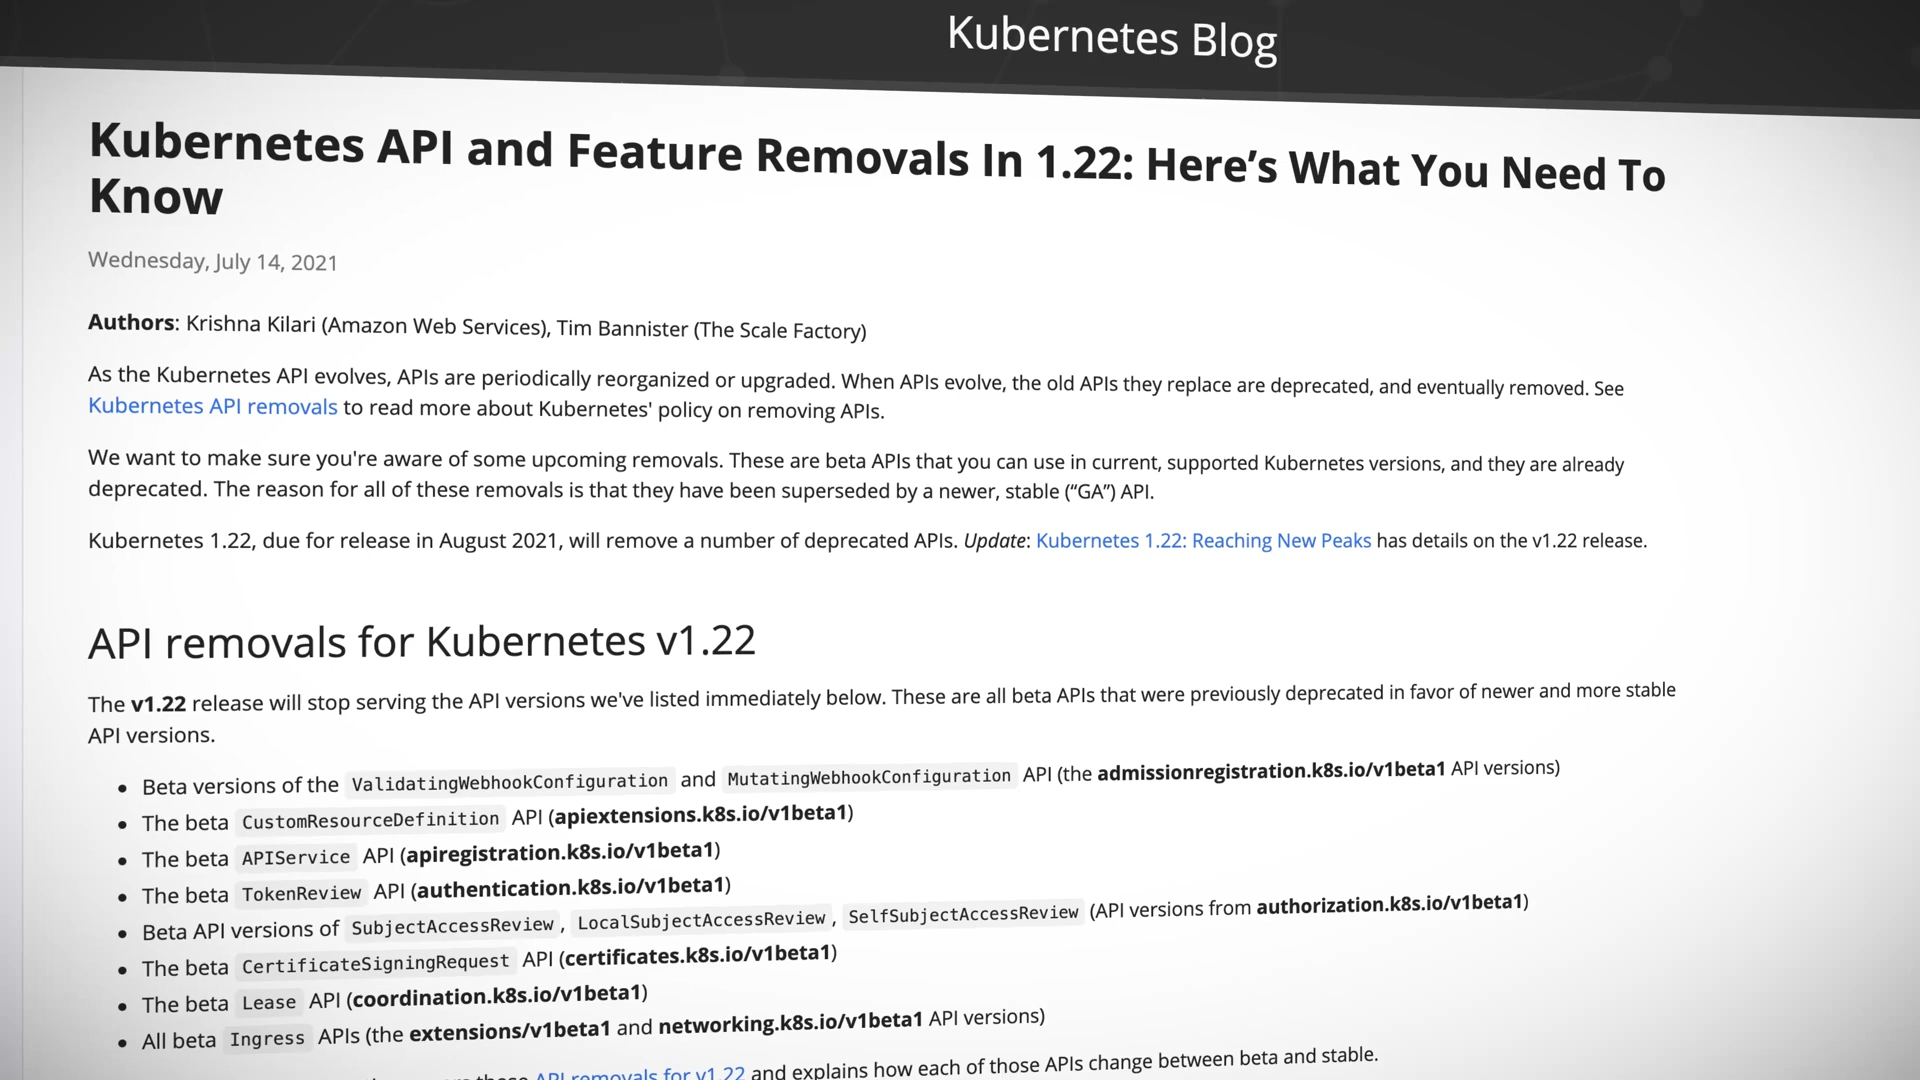 Kubernetes Blog
Kubernetes API and Feature Removals In 1.22: Here’s What You Need To
Know
Wednesday, July 14, 2021
Authors: Krishna Kilari (Amazon Web Services), Tim Bannister (The Scale Factory)
As the Kubernetes API evolves, APIs are periodically reorganized or upgraded. When APIs evolve, the old APIs they replace are deprecated, and eventually removed. See
Kubernetes API removals to read more about Kubernetes' policy on removing APIs.
We want to make sure you're aware of some upcoming removals. These are beta APIs that you can use in current, supported Kubernetes versions, and they are already
deprecated. The reason for all of these removals is that they have been superseded by a newer, stable (“GA”) API.
Kubernetes 1.22, due for release in August 2021, will remove a number of deprecated APIs. Update: Kubernetes 1.22: Reaching New Peaks has details on the v1.22 release.
API removals for Kubernetes v1.22
The v1.22 release will stop serving the API versions we've listed immediately below. These are all beta APIs that were previously deprecated in favor of newer and more stable
API versions.
• Beta versions of the ValidatingWebhookConfiguration and MutatingWebhookConfiguration API (the admissionregistration.k8s.io/v1beta1 API versions)
• The beta CustomResourceDefinition API (apiextensions.k8s.io/v1beta1)
• The beta APIService API (apiregistration.k8s.io/v1beta1)
• The beta TokenReview API (authentication.k8s.io/v1beta1)
• Beta API versions of SubjectAccessReview, LocalSubjectAccessReview, SelfSubjectAccessReview (API versions from authorization.k8s.io/v1beta1)
• The beta CertificateSigningRequest API (certificates.k8s.io/v1beta1)
• The beta Lease API (coordination.k8s.io/v1beta1)
• All beta Ingress APIs (the extensions/v1beta1 and networking.k8s.io/v1beta1 API versions)
those API removals for v1.22 and explains how each of those APIs change between beta and stable.